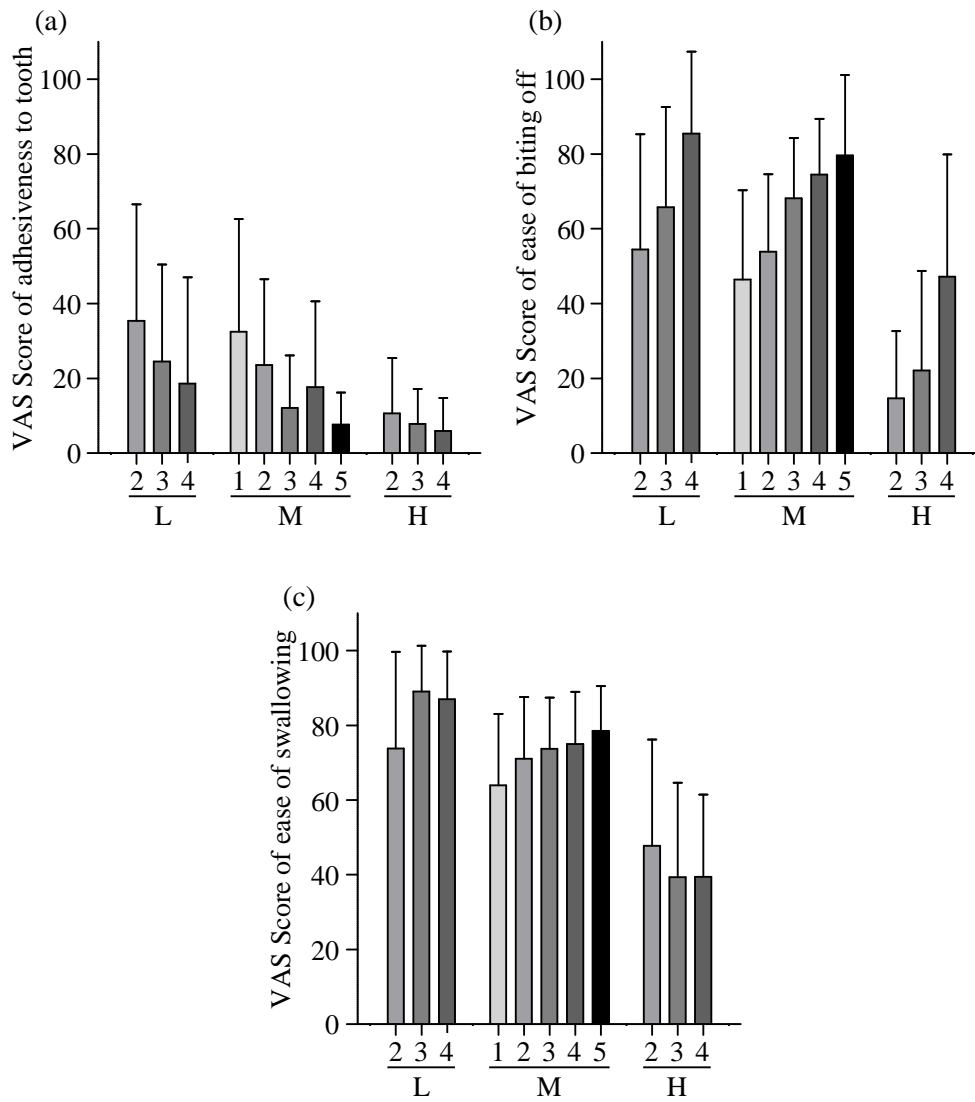 (a)
VAS Score of adhesiveness to tooth
100
80
60
40
20
0
2 3 4 1 2 3 4 5 2 3 4
L M H
(b)
VAS Score of ease of biting off
100
80
60
40
20
0
2 3 4 1 2 3 4 5 2 3 4
L M H
(c)
VAS Score of ease of swallowing
100
80
60
40
20
0
2 3 4 1 2 3 4 5 2 3 4
L M H